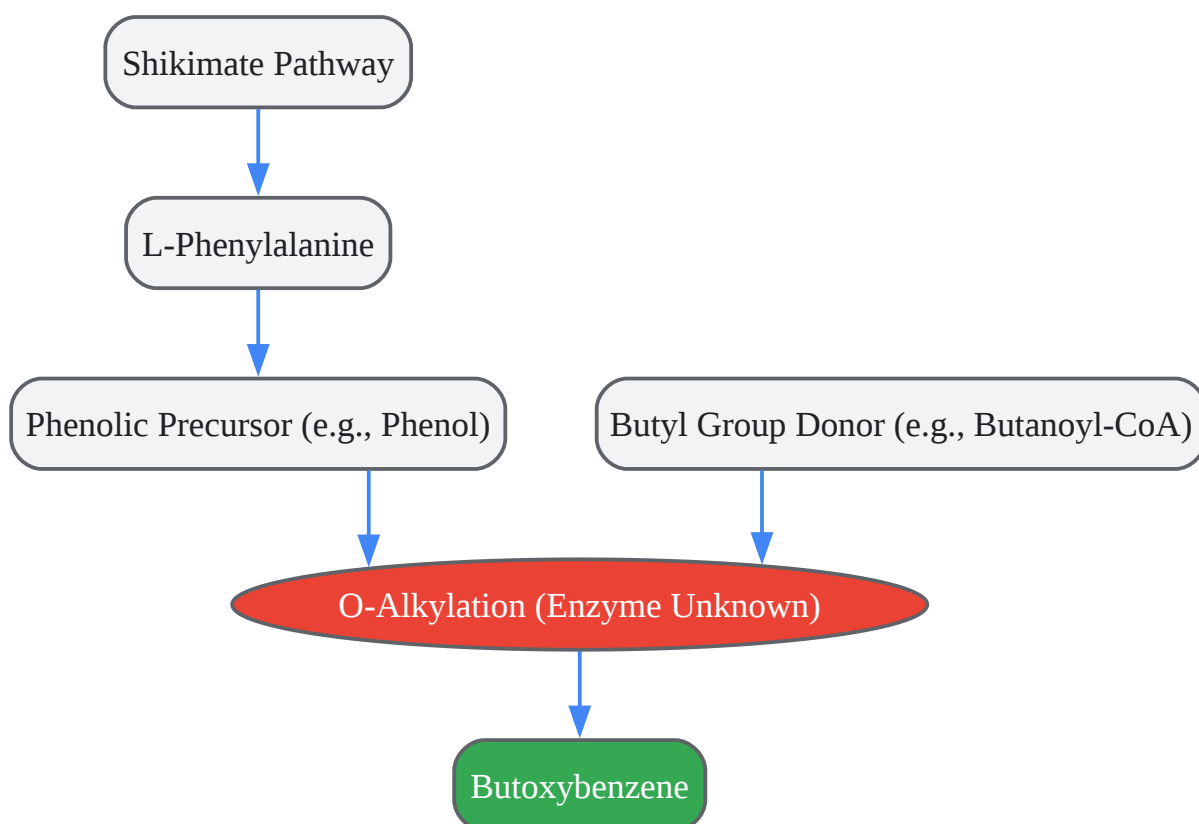 Shikimate Pathway
L-Phenylalanine
Phenolic Precursor (e.g., Phenol)
Butyl Group Donor (e.g., Butanoyl-CoA)
O-Alkylation (Enzyme Unknown)
Butoxybenzene